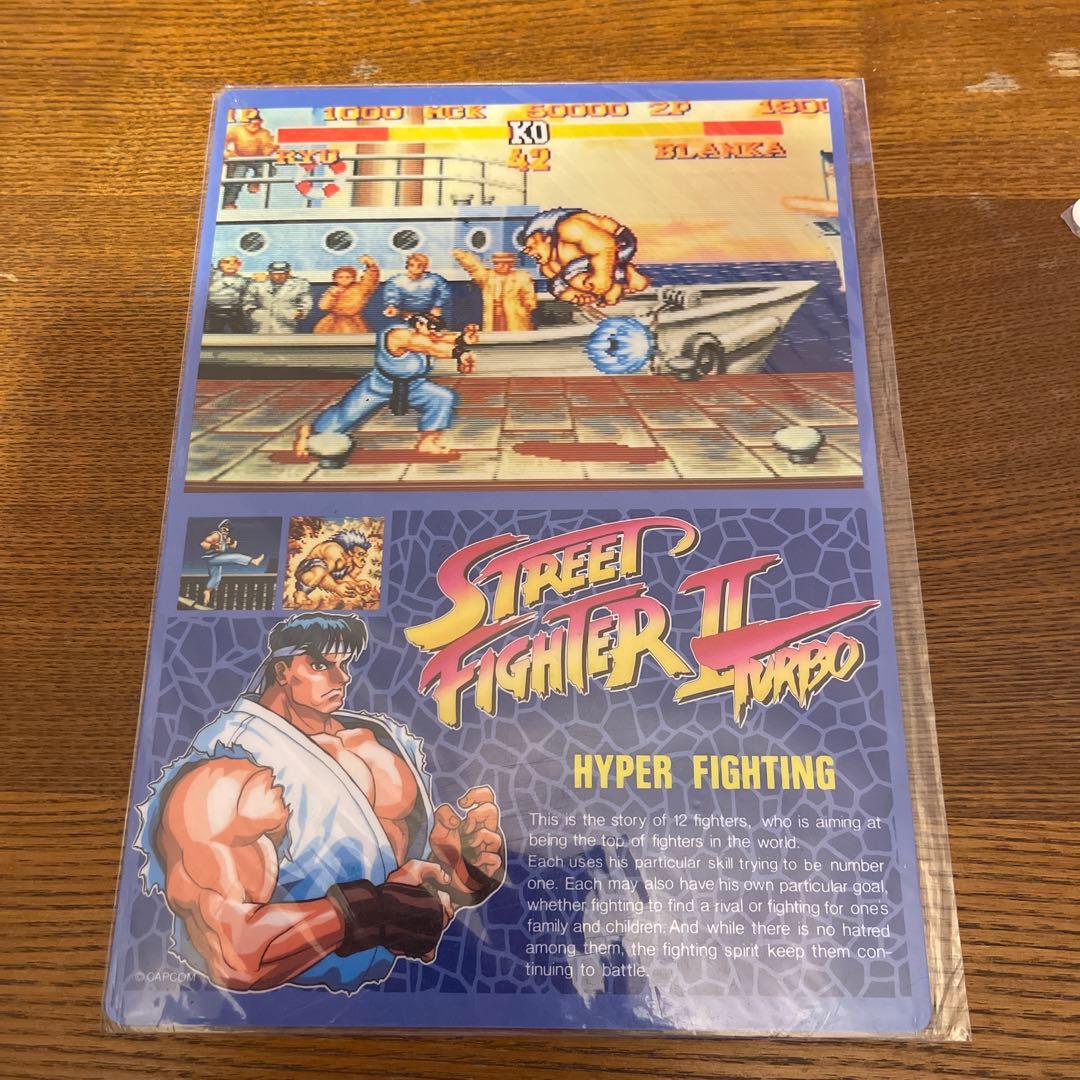 1P 1000 MGK 50000 2P 1801
KO
RYU 42 BLANKA
STREET
FIGHTER II
TURBO
HYPER FIGHTING
This is the story of 12 fighters, who is aiming at
being the top of fighters in the world.
Each uses his particular skill trying to be number
one. Each may also have his own particular goal,
whether fighting to find a rival or fighting for one's
family and children. And while there is no hatred
among them, the fighting spirit keep them con-
tinuing to battle.
© CAPCOM